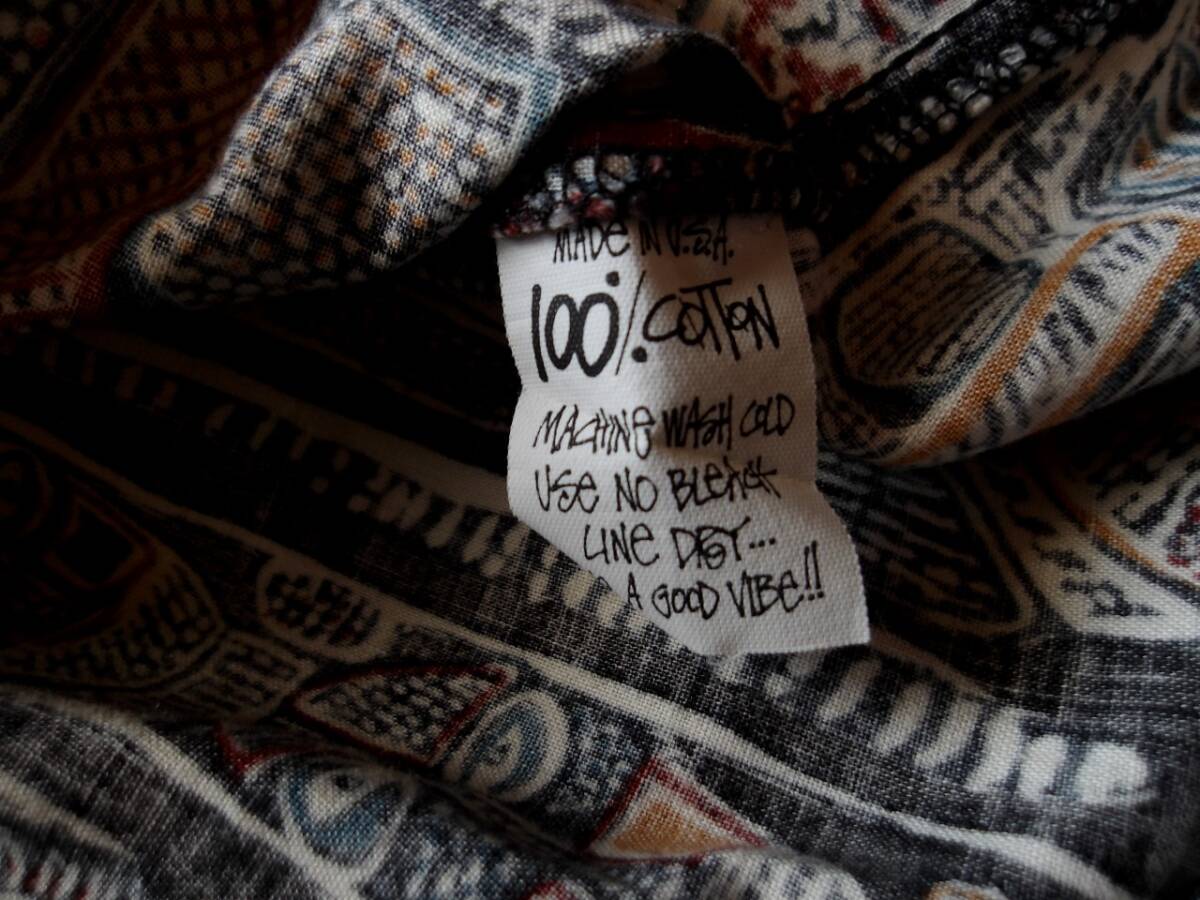 MADE IN U.S.A.
100% COTTON
MACHINE WASH COLD
USE NO BLEACH
LINE DRY...
A GOOD VIBE!!